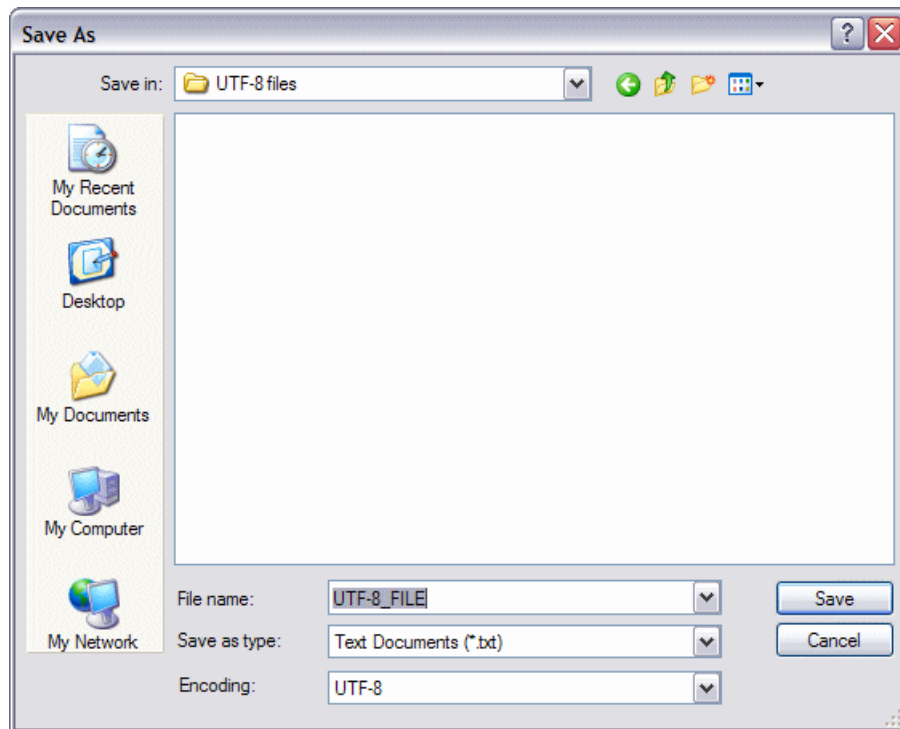 Save As
Save in: UTF-8 files
My Recent
Documents
Desktop
My Documents
My Computer
My Network
File name: UTF-8_FILE Save
Save as type: Text Documents (*.txt) Cancel
Encoding: UTF-8